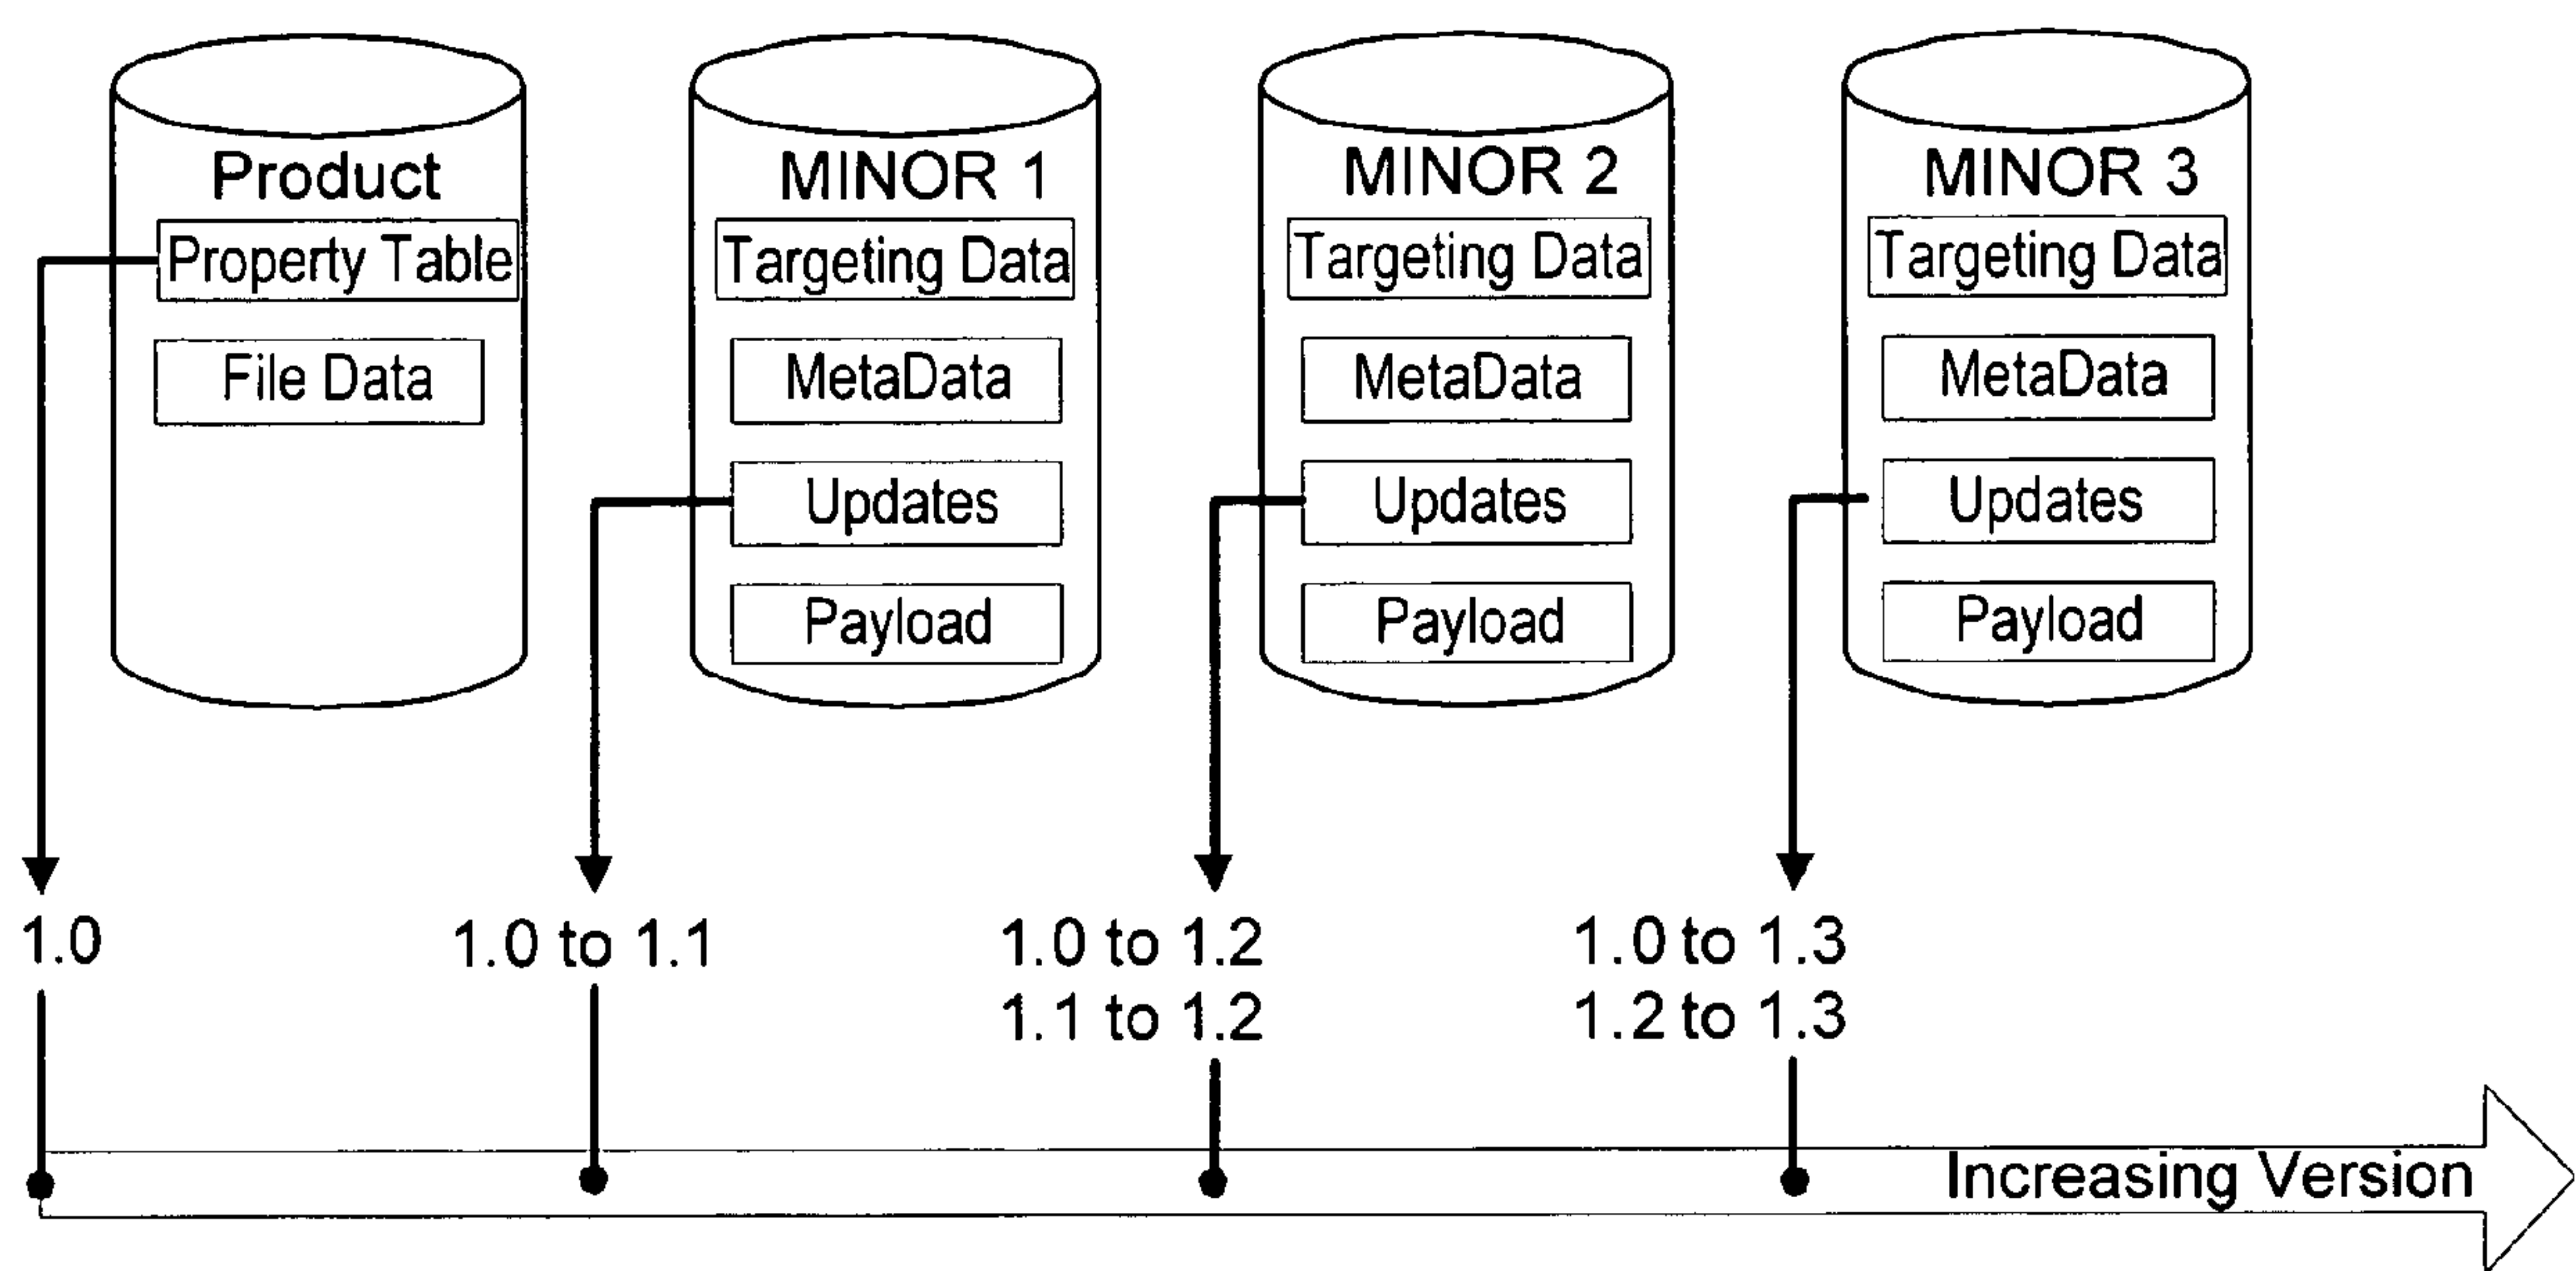 Product
Property Table
File Data
MINOR 1
Targeting Data
MetaData
Updates
Payload
MINOR 2
Targeting Data
MetaData
Updates
Payload
MINOR 3
Targeting Data
MetaData
Updates
Payload
1.0
1.0 to 1.1
1.0 to 1.2
1.1 to 1.2
1.0 to 1.3
1.2 to 1.3
Increasing Version